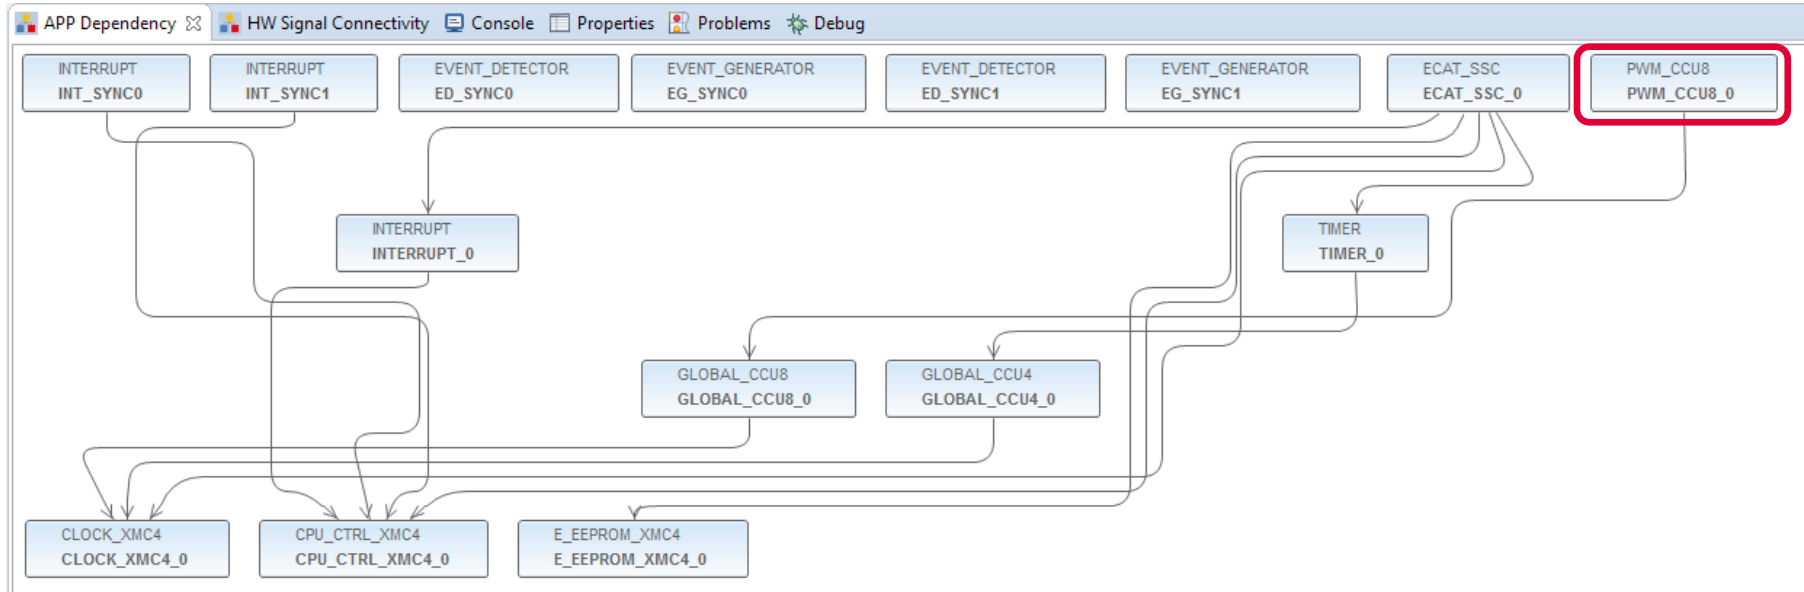 APP Dependency HW Signal Connectivity Console Properties Problems Debug
INTERRUPT
INT_SYNC0
INTERRUPT
INT_SYNC1
EVENT_DETECTOR
ED_SYNC0
EVENT_GENERATOR
EG_SYNC0
EVENT_DETECTOR
ED_SYNC1
EVENT_GENERATOR
EG_SYNC1
ECAT_SSC
ECAT_SSC_0
PWM_CCU8
PWM_CCU8_0
INTERRUPT
INTERRUPT_0
TIMER
TIMER_0
GLOBAL_CCU8
GLOBAL_CCU8_0
GLOBAL_CCU4
GLOBAL_CCU4_0
CLOCK_XMC4
CLOCK_XMC4_0
CPU_CTRL_XMC4
CPU_CTRL_XMC4_0
E_EEPROM_XMC4
E_EEPROM_XMC4_0